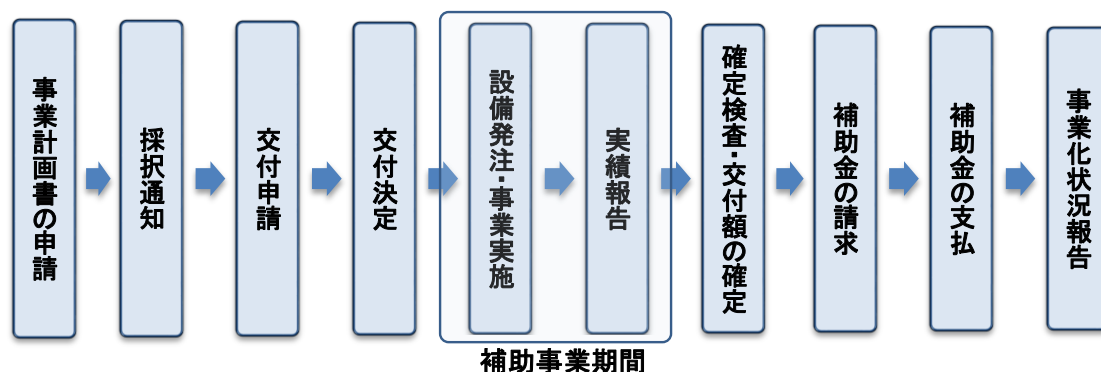 事業計画書の申請
採択通知
交付申請
交付決定
設備発注・事業実施
実績報告
確定検査・交付額の確定
補助金の請求
補助金の支払
事業化状況報告
補助事業期間